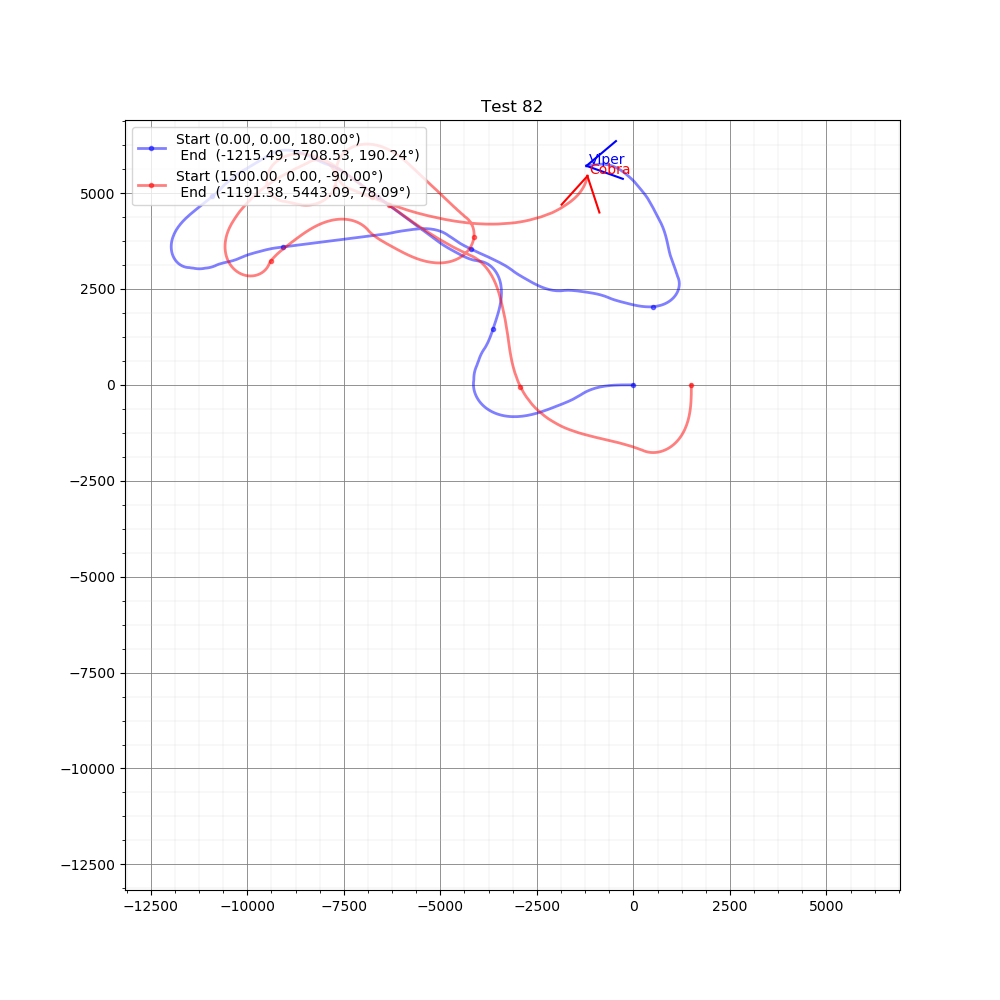 Test 82
Start (0.00, 0.00, 180.00°)
End (-1215.49, 5708.53, 190.24°)
Start (1500.00, 0.00, -90.00°)
End (-1191.38, 5443.09, 78.09°)
Viper
Cobra
5000
2500
0
−2500
−5000
−7500
−10000
−12500
−12500
−10000
−7500
−5000
−2500
0
2500
5000